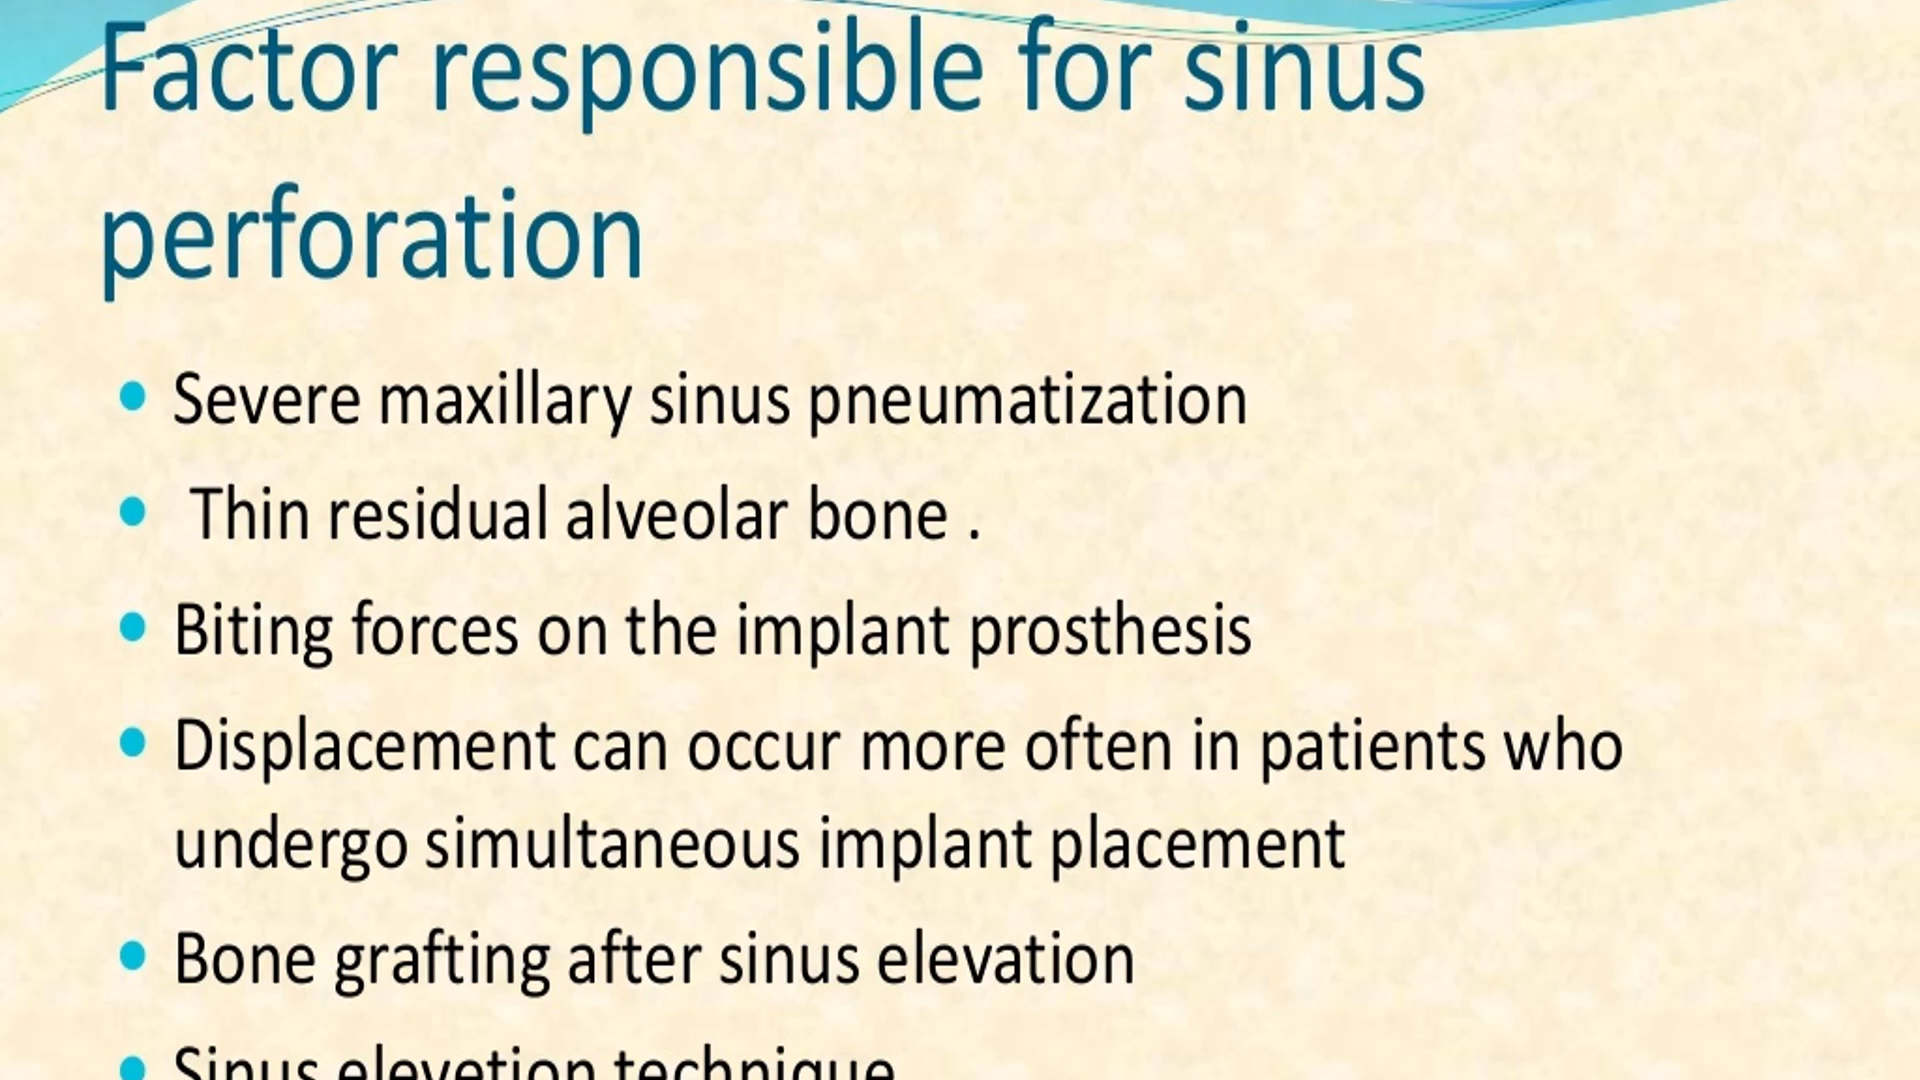 Factor responsible for sinus
perforation
• Severe maxillary sinus pneumatization
• Thin residual alveolar bone .
• Biting forces on the implant prosthesis
• Displacement can occur more often in patients who
undergo simultaneous implant placement
• Bone grafting after sinus elevation
• Sinus elevetion technique